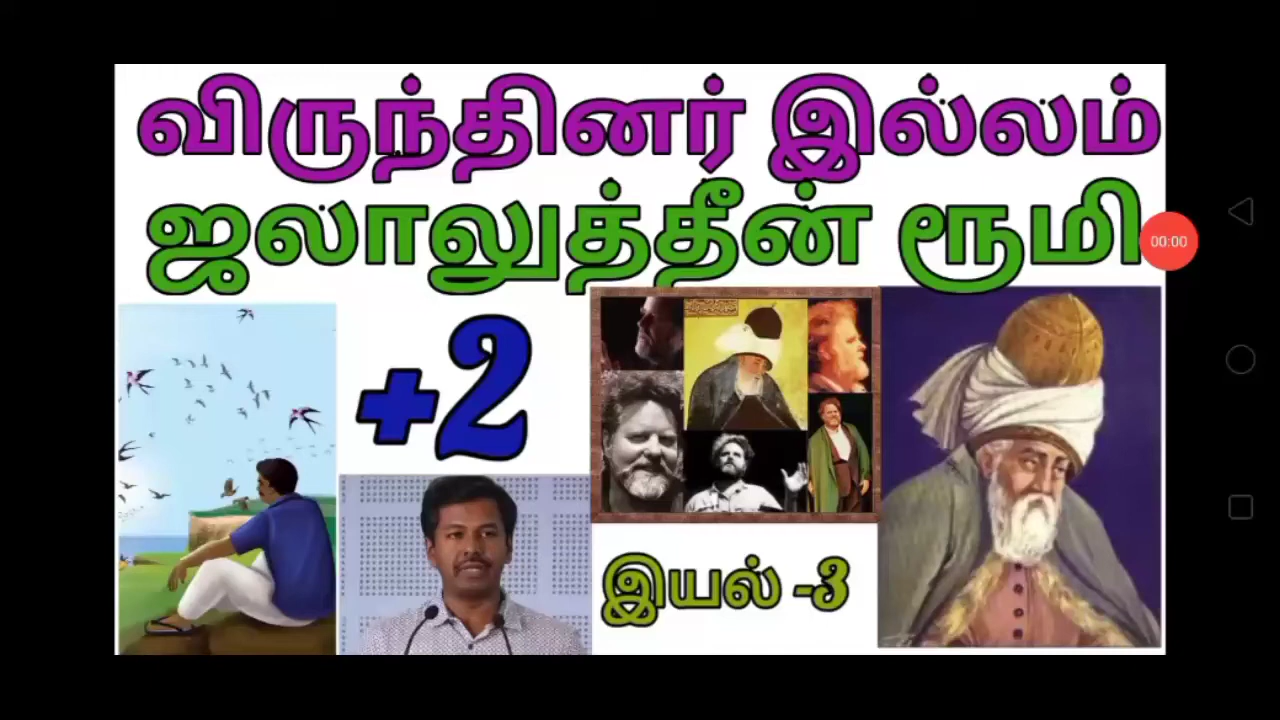 விருந்தினர் இல்லம்
ஜலாலுத்தீன் ரூமி
00:00
+2
இயல் -3